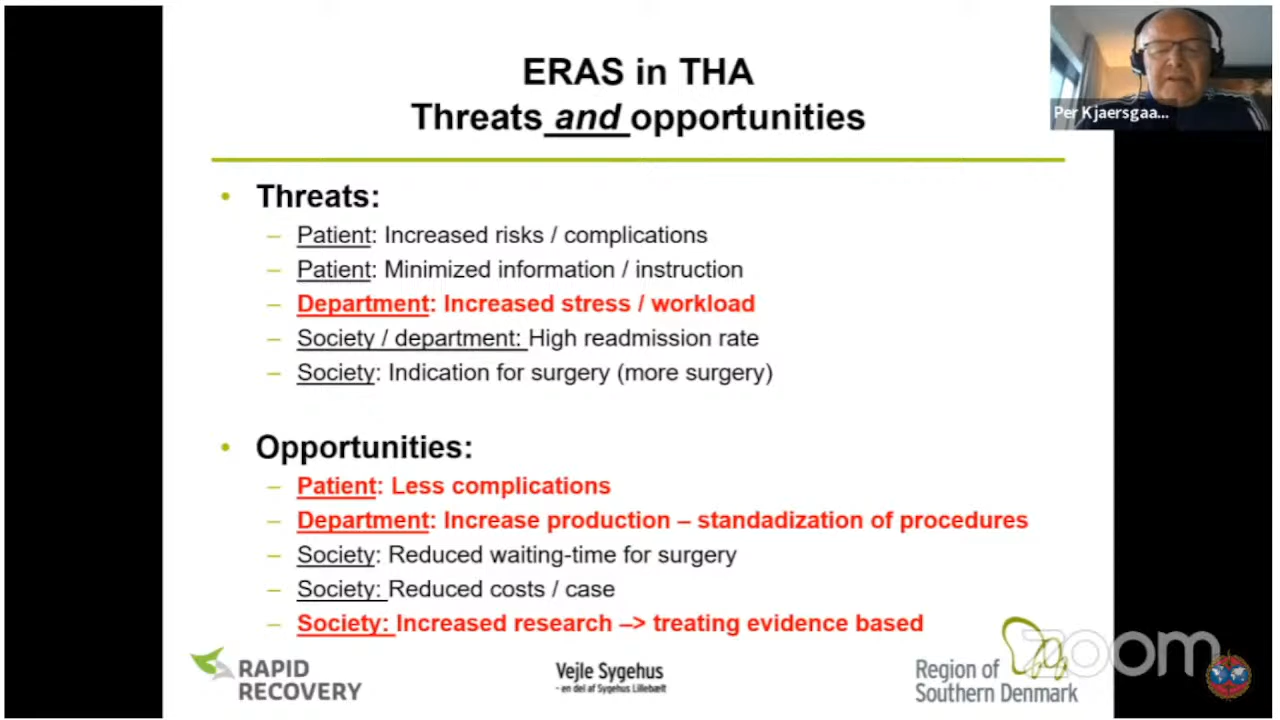 ERAS in THA
Threats and opportunities
Per Kjaersgaa...
• Threats:
– Patient: Increased risks / complications
– Patient: Minimized information / instruction
– Department: Increased stress / workload
– Society / department: High readmission rate
– Society: Indication for surgery (more surgery)
• Opportunities:
– Patient: Less complications
– Department: Increase production – standadization of procedures
– Society: Reduced waiting-time for surgery
– Society: Reduced costs / case
– Society: Increased research –> treating evidence based
RAPID
RECOVERY
Vejle Sygehus
- en del af Sygehus Lillebælt
Region of
Southern Denmark
zoom